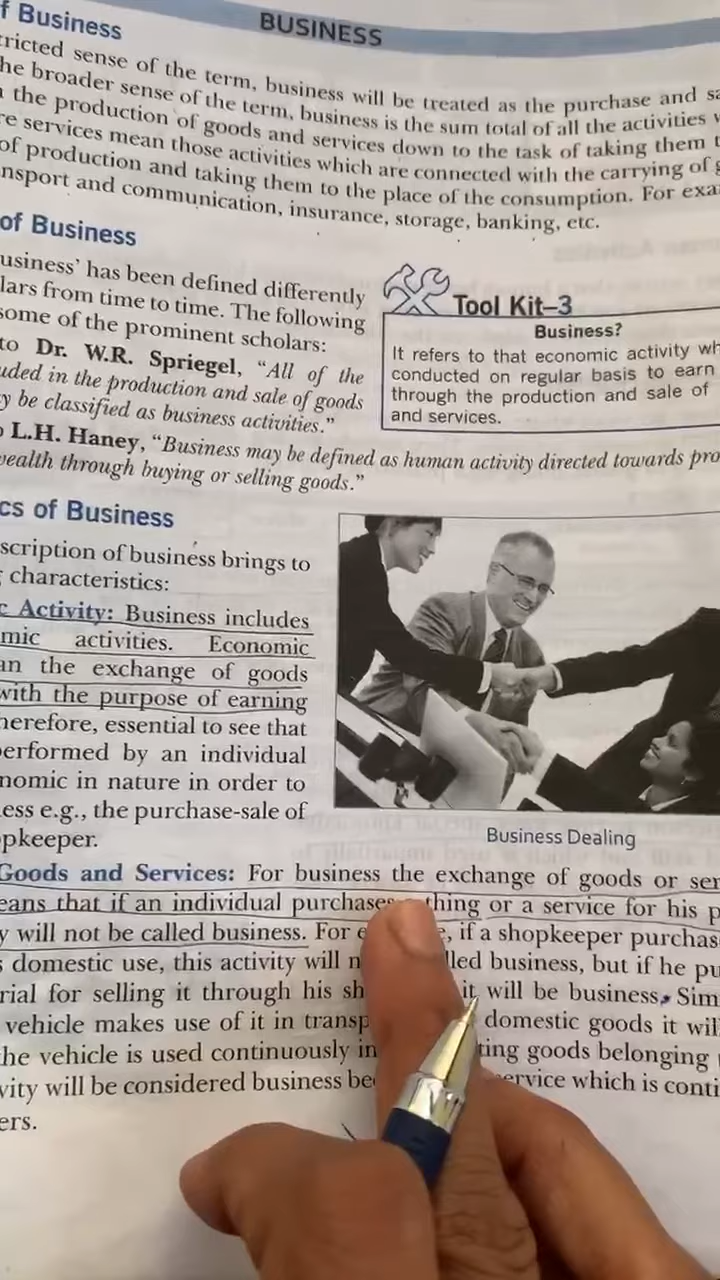 f Business
BUSINESS
tricted sense of the term, business will be treated as the purchase and sa
he broader sense of the term, business is the sum total of all the activities w
the production of goods and services down to the task of taking them t
re services mean those activities which are connected with the carrying of g
of production and taking them to the place of the consumption. For exa
nsport and communication, insurance, storage, banking, etc.
of Business
usiness’ has been defined differently
lars from time to time. The following
some of the prominent scholars:
to Dr. W.R. Spriegel, “All of the
uded in the production and sale of goods
y be classified as business activities.”
Tool Kit–3
Business?
It refers to that economic activity wh
conducted on regular basis to earn
through the production and sale of
and services.
L.H. Haney, “Business may be defined as human activity directed towards pro
wealth through buying or selling goods.”
cs of Business
scription of business brings to
characteristics:
c Activity: Business includes
mic activities. Economic
an the exchange of goods
with the purpose of earning
herefore, essential to see that
performed by an individual
nomic in nature in order to
ess e.g., the purchase-sale of
pkeeper.
Business Dealing
Goods and Services: For business the exchange of goods or ser
eans that if an individual purchases thing or a service for his p
y will not be called business. For e e, if a shopkeeper purchas
s domestic use, this activity will n lled business, but if he pu
rial for selling it through his sh it will be business. Sim
vehicle makes use of it in transp domestic goods it wil
he vehicle is used continuously in ting goods belonging
vity will be considered business be service which is conti
ers.